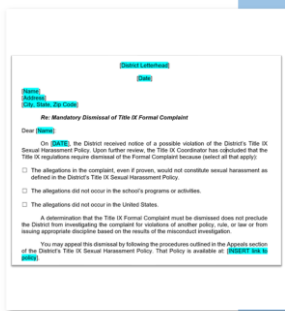 [District Letterhead]
[Date]
[Name]
[Address]
[City, State, Zip Code]
Re: Mandatory Dismissal of Title IX Formal Complaint
Dear [Name]:
On [DATE], the District received notice of a possible violation of the District's Title IX
Sexual Harassment Policy. Upon further review, the Title IX Coordinator has concluded that the
Title IX regulations require dismissal of the Formal Complaint because (select all that apply):
☐ The allegations in the complaint, even if proven, would not constitute sexual harassment as
defined in the District's Title IX Sexual Harassment Policy.
☐ The allegations did not occur in the school's programs or activities.
☐ The allegations did not occur in the United States.
A determination that the Title IX Formal Complaint must be dismissed does not preclude
the District from investigating the complaint for violations of another policy, rule, or law or from
issuing appropriate discipline based on the results of the misconduct investigation.
You may appeal this dismissal by following the procedures outlined in the Appeals section
of the District's Title IX Sexual Harassment Policy. That Policy is available at: [INSERT link to
policy].